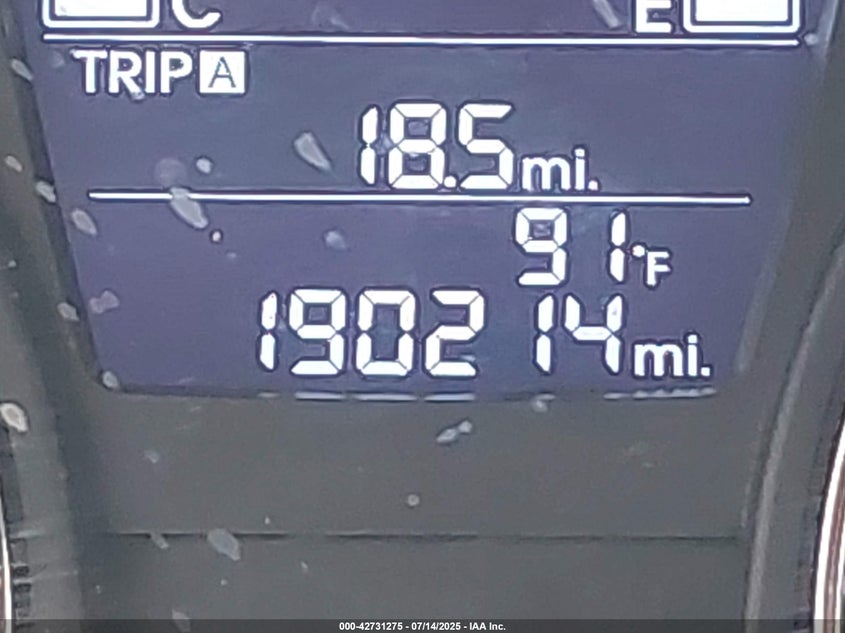 C E
TRIP A
18.5 mi.
91°F
190214 mi.
000-42731275 - 07/14/2025 - IAA Inc.